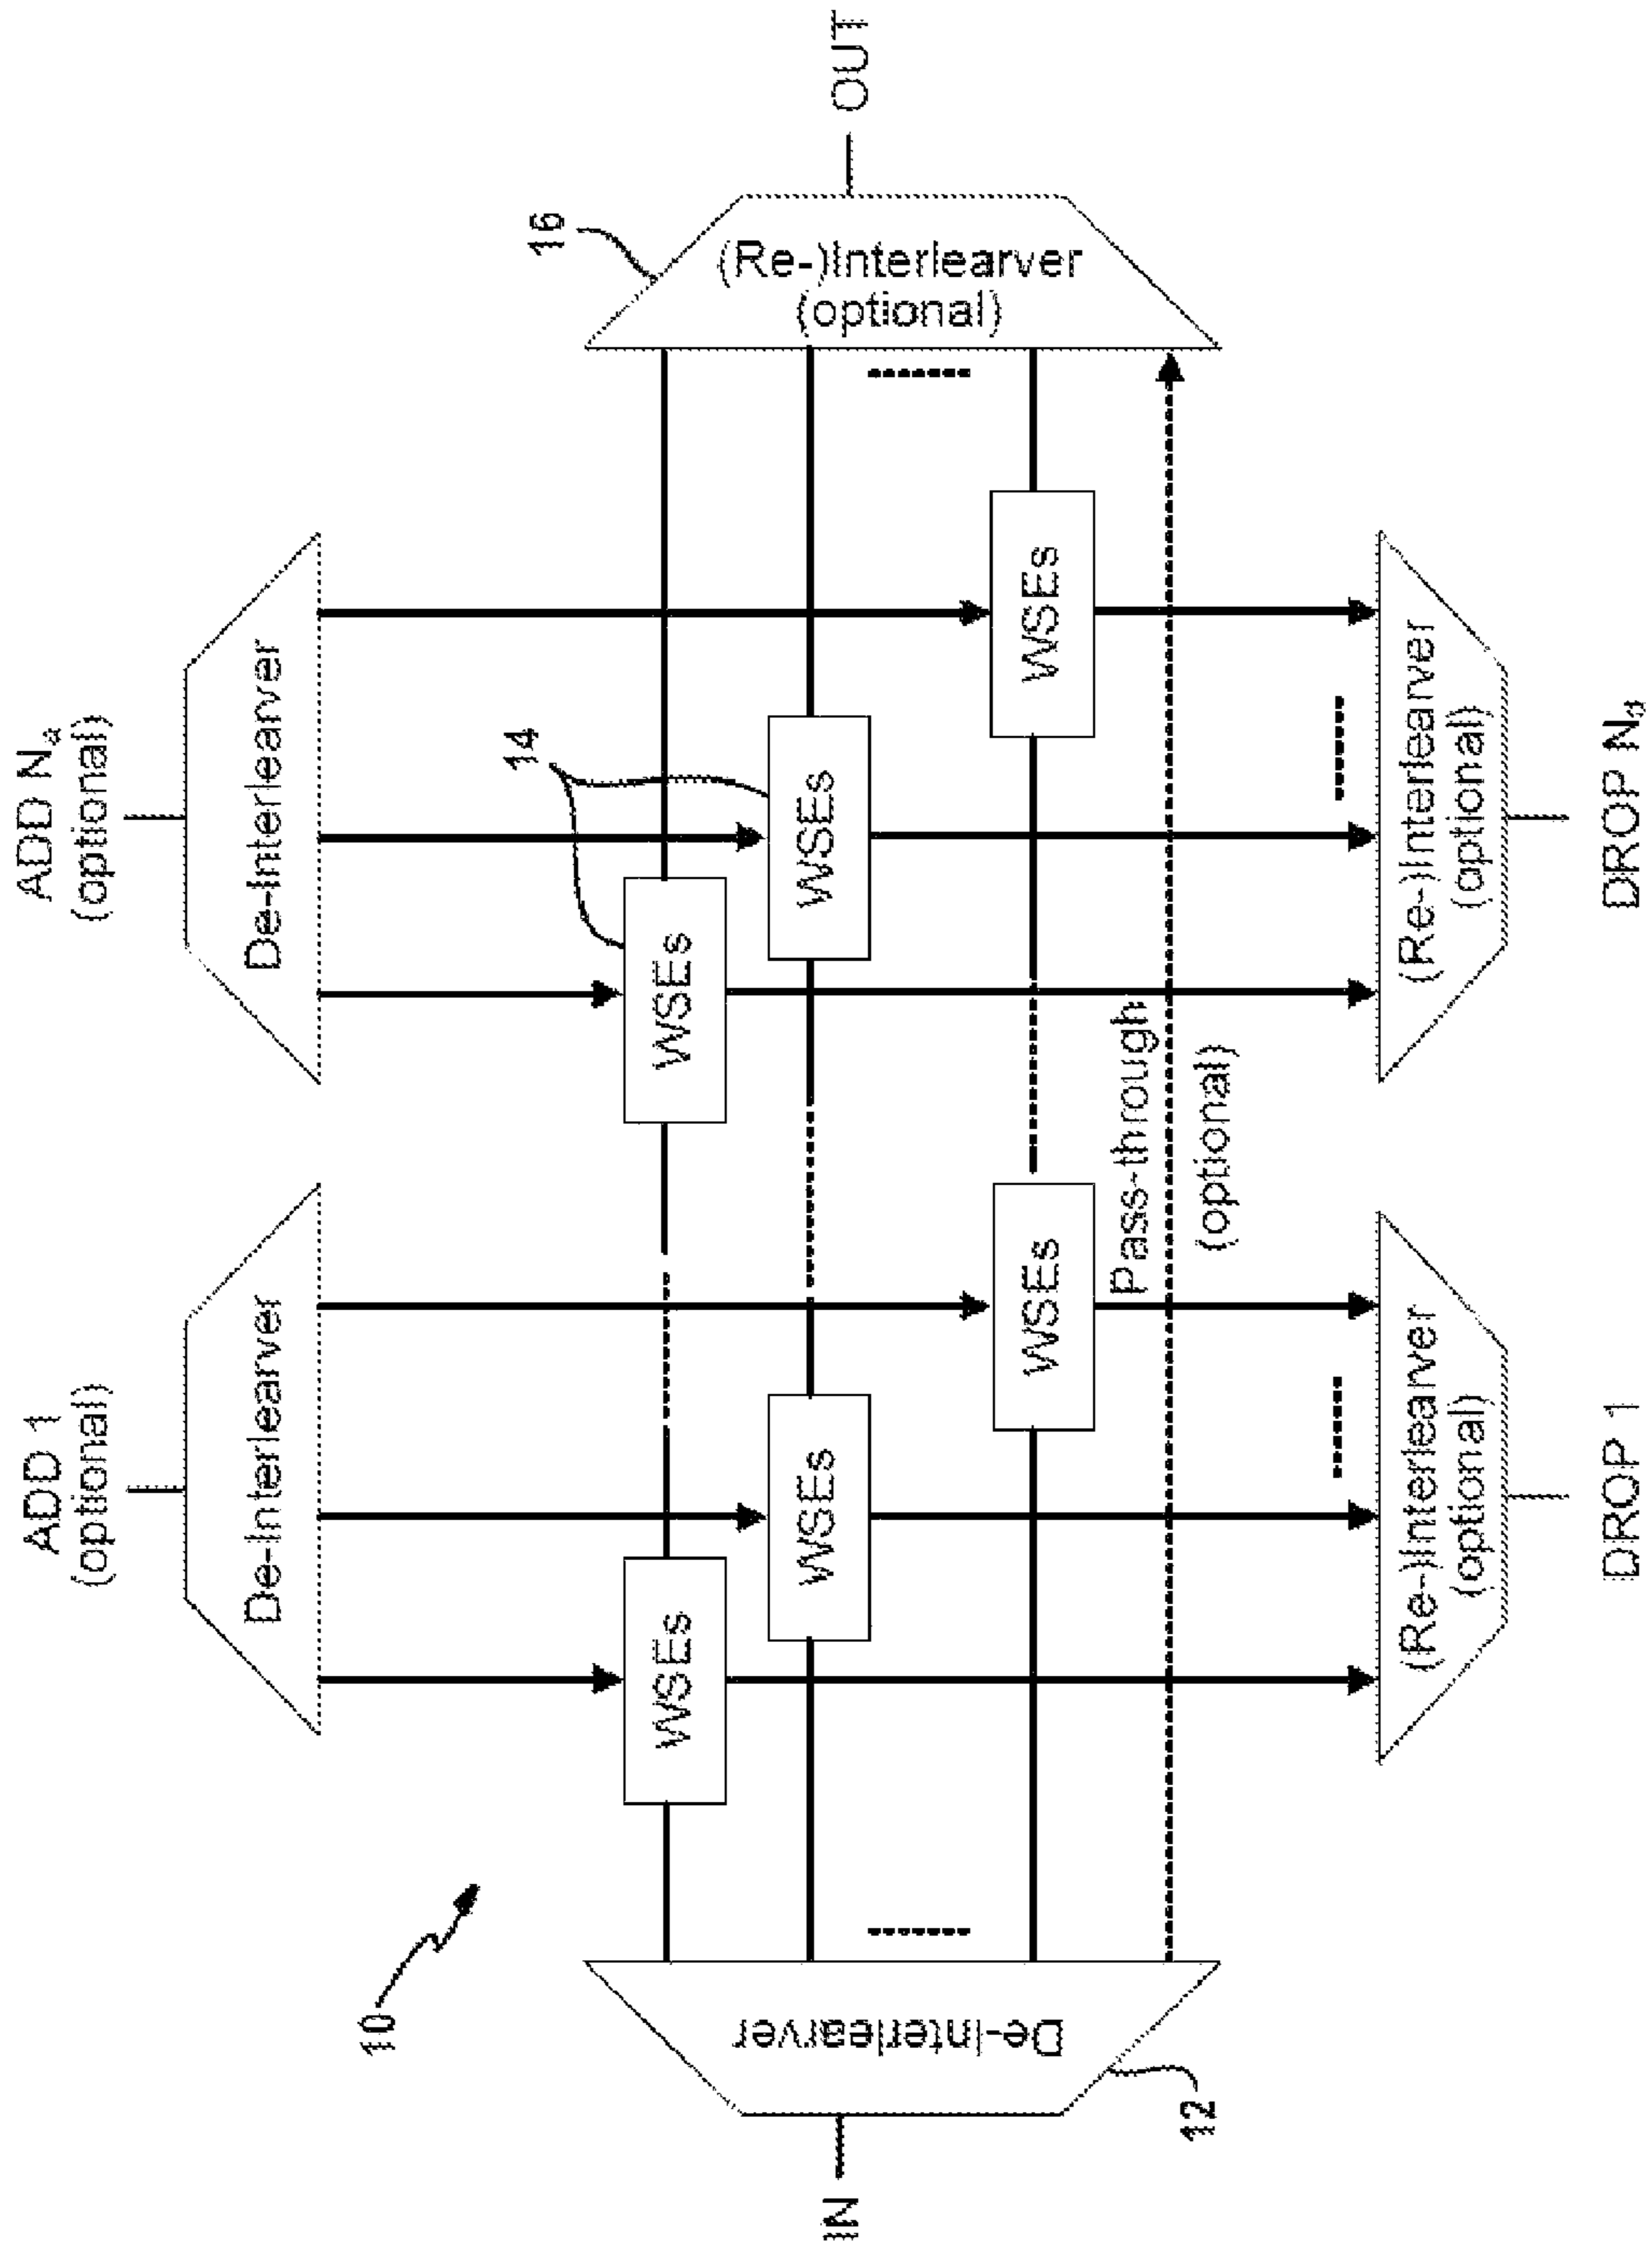 ADD 1
(optional)
ADD Na
(optional)
De-Interlearver
De-Interlearver
10
14
16
WSEs
WSEs
WSEs
WSEs
WSEs
WSEs
IN
De-Interlearver
12
(Re-)Interlearver
(optional)
OUT
Pass-through
(optional)
(Re-)Interlearver
(optional)
(Re-)Interlearver
(optional)
DROP 1
DROP Nd